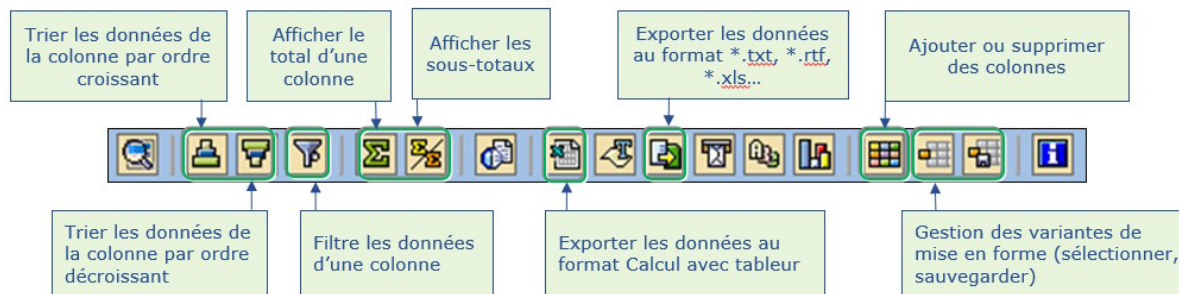 Trier les données de
la colonne par ordre
croissant
Afficher le
total d'une
colonne
Afficher les
sous-totaux
Exporter les données
au format *.txt, *.rtf,
*.xls...
Ajouter ou supprimer
des colonnes
Trier les données de
la colonne par ordre
décroissant
Filtre les données
d'une colonne
Exporter les données au
format Calcul avec tableur
Gestion des variantes de
mise en forme (sélectionner,
sauvegarder)